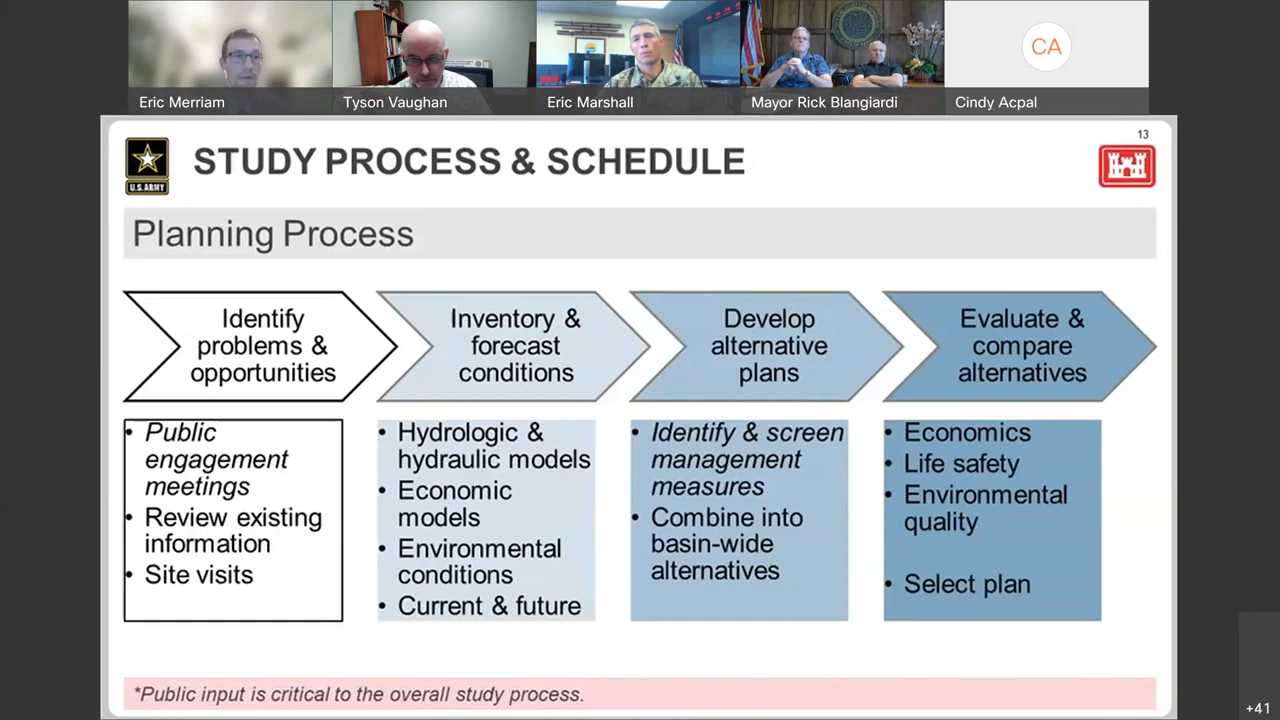 Eric Merriam
Tyson Vaughan
Eric Marshall
Mayor Rick Blangiardi
CA
Cindy Acpal
13
U.S.ARMY
STUDY PROCESS & SCHEDULE
Planning Process
Identify
problems &
opportunities
Inventory &
forecast
conditions
Develop
alternative
plans
Evaluate &
compare
alternatives
• Public
engagement
meetings
• Review existing
information
• Site visits
• Hydrologic &
hydraulic models
• Economic
models
• Environmental
conditions
• Current & future
• Identify & screen
management
measures
• Combine into
basin-wide
alternatives
• Economics
• Life safety
• Environmental
quality
• Select plan
*Public input is critical to the overall study process.
+41